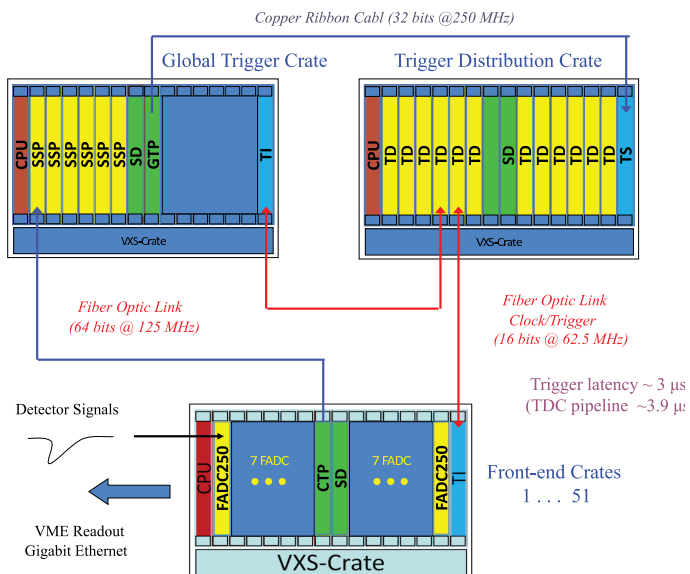 Copper Ribbon Cabl (32 bits @250 MHz)
Global Trigger Crate
Trigger Distribution Crate
CPU
SSP
SSP
SSP
SSP
SSP
SSP
SD
GTP
TI
VXS-Crate
CPU
TD
TD
TD
TD
TD
TD
SD
TD
TD
TD
TD
TD
TD
TS
VXS-Crate
Fiber Optic Link
(64 bits @ 125 MHz)
Fiber Optic Link
Clock/Trigger
(16 bits @ 62.5 MHz)
Trigger latency ~ 3 μs
(TDC pipeline ~3.9 μs
Detector Signals
CPU
FADC250
7 FADC
CTP
SD
7 FADC
FADC250
TI
Front-end Crates
1 . . . 51
VME Readout
Gigabit Ethernet
VXS-Crate